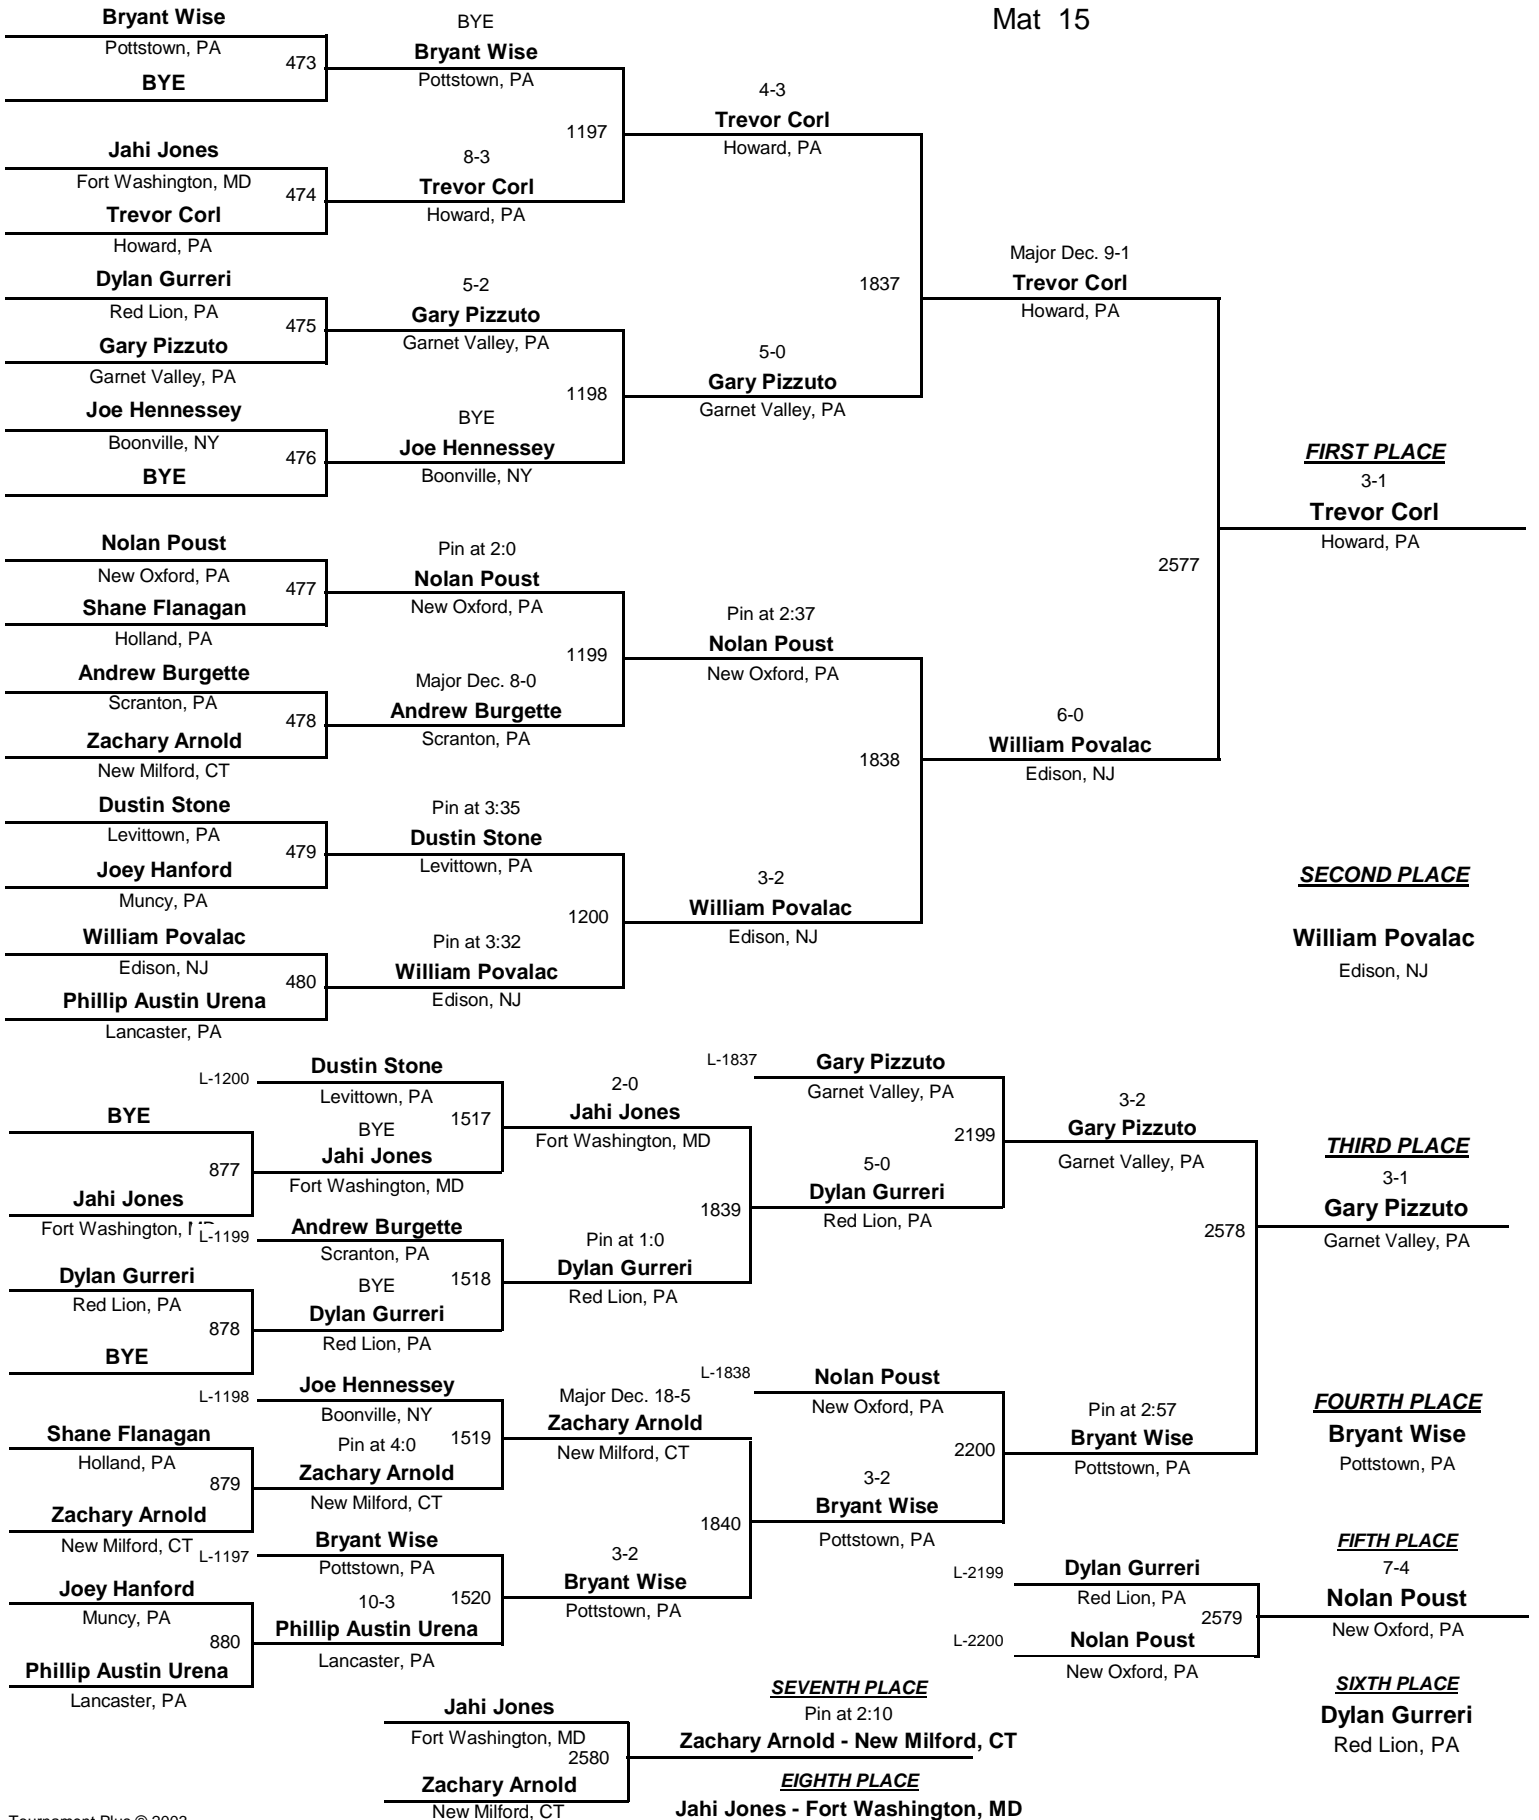 Mat 15
Bryant Wise
Pottstown, PA
473
BYE
Jahi Jones
Fort Washington, MD
474
Trevor Corl
Howard, PA
Dylan Gurreri
Red Lion, PA
475
Gary Pizzuto
Garnet Valley, PA
Joe Hennessey
Boonville, NY
476
BYE
Nolan Poust
New Oxford, PA
477
Shane Flanagan
Holland, PA
Andrew Burgette
Scranton, PA
478
Zachary Arnold
New Milford, CT
Dustin Stone
Levittown, PA
479
Joey Hanford
Muncy, PA
William Povalac
Edison, NJ
480
Phillip Austin Urena
Lancaster, PA
BYE
Bryant Wise
Pottstown, PA
1197
8-3
Trevor Corl
Howard, PA
5-2
Gary Pizzuto
Garnet Valley, PA
1198
BYE
Joe Hennessey
Boonville, NY
Pin at 2:0
Nolan Poust
New Oxford, PA
1199
Major Dec. 8-0
Andrew Burgette
Scranton, PA
Pin at 3:35
Dustin Stone
Levittown, PA
1200
Pin at 3:32
William Povalac
Edison, NJ
4-3
Trevor Corl
Howard, PA
1837
5-0
Gary Pizzuto
Garnet Valley, PA
Pin at 2:37
Nolan Poust
New Oxford, PA
1838
3-2
William Povalac
Edison, NJ
Major Dec. 9-1
Trevor Corl
Howard, PA
2577
6-0
William Povalac
Edison, NJ
FIRST PLACE
3-1
Trevor Corl
Howard, PA
SECOND PLACE
William Povalac
Edison, NJ
BYE
877
Jahi Jones
Fort Washington,
Dylan Gurreri
Red Lion, PA
878
BYE
Shane Flanagan
Holland, PA
879
Zachary Arnold
New Milford, CT
Joey Hanford
Muncy, PA
880
Phillip Austin Urena
Lancaster, PA
L-1200
Dustin Stone
Levittown, PA
1517
BYE
Jahi Jones
Fort Washington, MD
L-1199
Andrew Burgette
Scranton, PA
1518
BYE
Dylan Gurreri
Red Lion, PA
L-1198
Joe Hennessey
Boonville, NY
1519
Pin at 4:0
Zachary Arnold
New Milford, CT
L-1197
Bryant Wise
Pottstown, PA
1520
10-3
Phillip Austin Urena
Lancaster, PA
2-0
Jahi Jones
Fort Washington, MD
1839
Pin at 1:0
Dylan Gurreri
Red Lion, PA
Major Dec. 18-5
Zachary Arnold
New Milford, CT
1840
3-2
Bryant Wise
Pottstown, PA
L-1837
Gary Pizzuto
Garnet Valley, PA
2199
5-0
Dylan Gurreri
Red Lion, PA
L-1838
Nolan Poust
New Oxford, PA
2200
3-2
Bryant Wise
Pottstown, PA
3-2
Gary Pizzuto
Garnet Valley, PA
2578
Pin at 2:57
Bryant Wise
Pottstown, PA
THIRD PLACE
3-1
Gary Pizzuto
Garnet Valley, PA
FOURTH PLACE
Bryant Wise
Pottstown, PA
L-2199
Dylan Gurreri
Red Lion, PA
2579
L-2200
Nolan Poust
New Oxford, PA
FIFTH PLACE
7-4
Nolan Poust
New Oxford, PA
SIXTH PLACE
Dylan Gurreri
Red Lion, PA
Jahi Jones
Fort Washington, MD
2580
Zachary Arnold
New Milford, CT
SEVENTH PLACE
Pin at 2:10
Zachary Arnold - New Milford, CT
EIGHTH PLACE
Jahi Jones - Fort Washington, MD